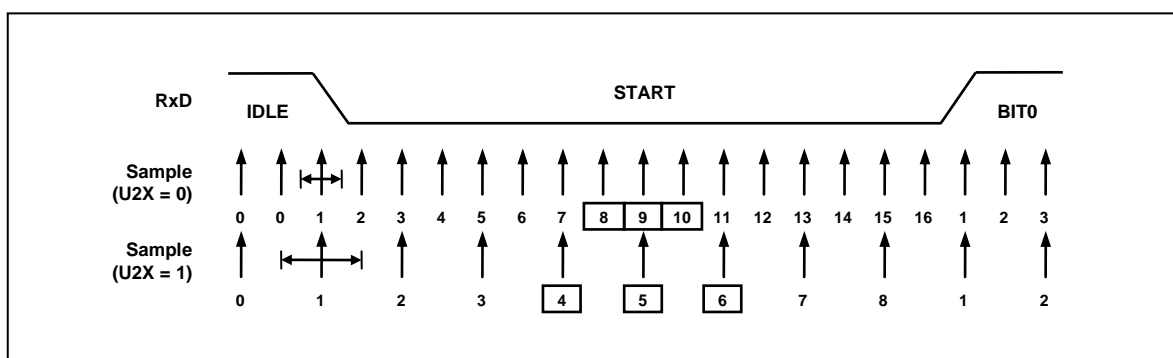 RxD
IDLE
START
BIT0
Sample
(U2X = 0)
0 0 1 2 3 4 5 6 7 8 9 10 11 12 13 14 15 16 1 2 3
Sample
(U2X = 1)
0 1 2 3 4 5 6 7 8 1 2